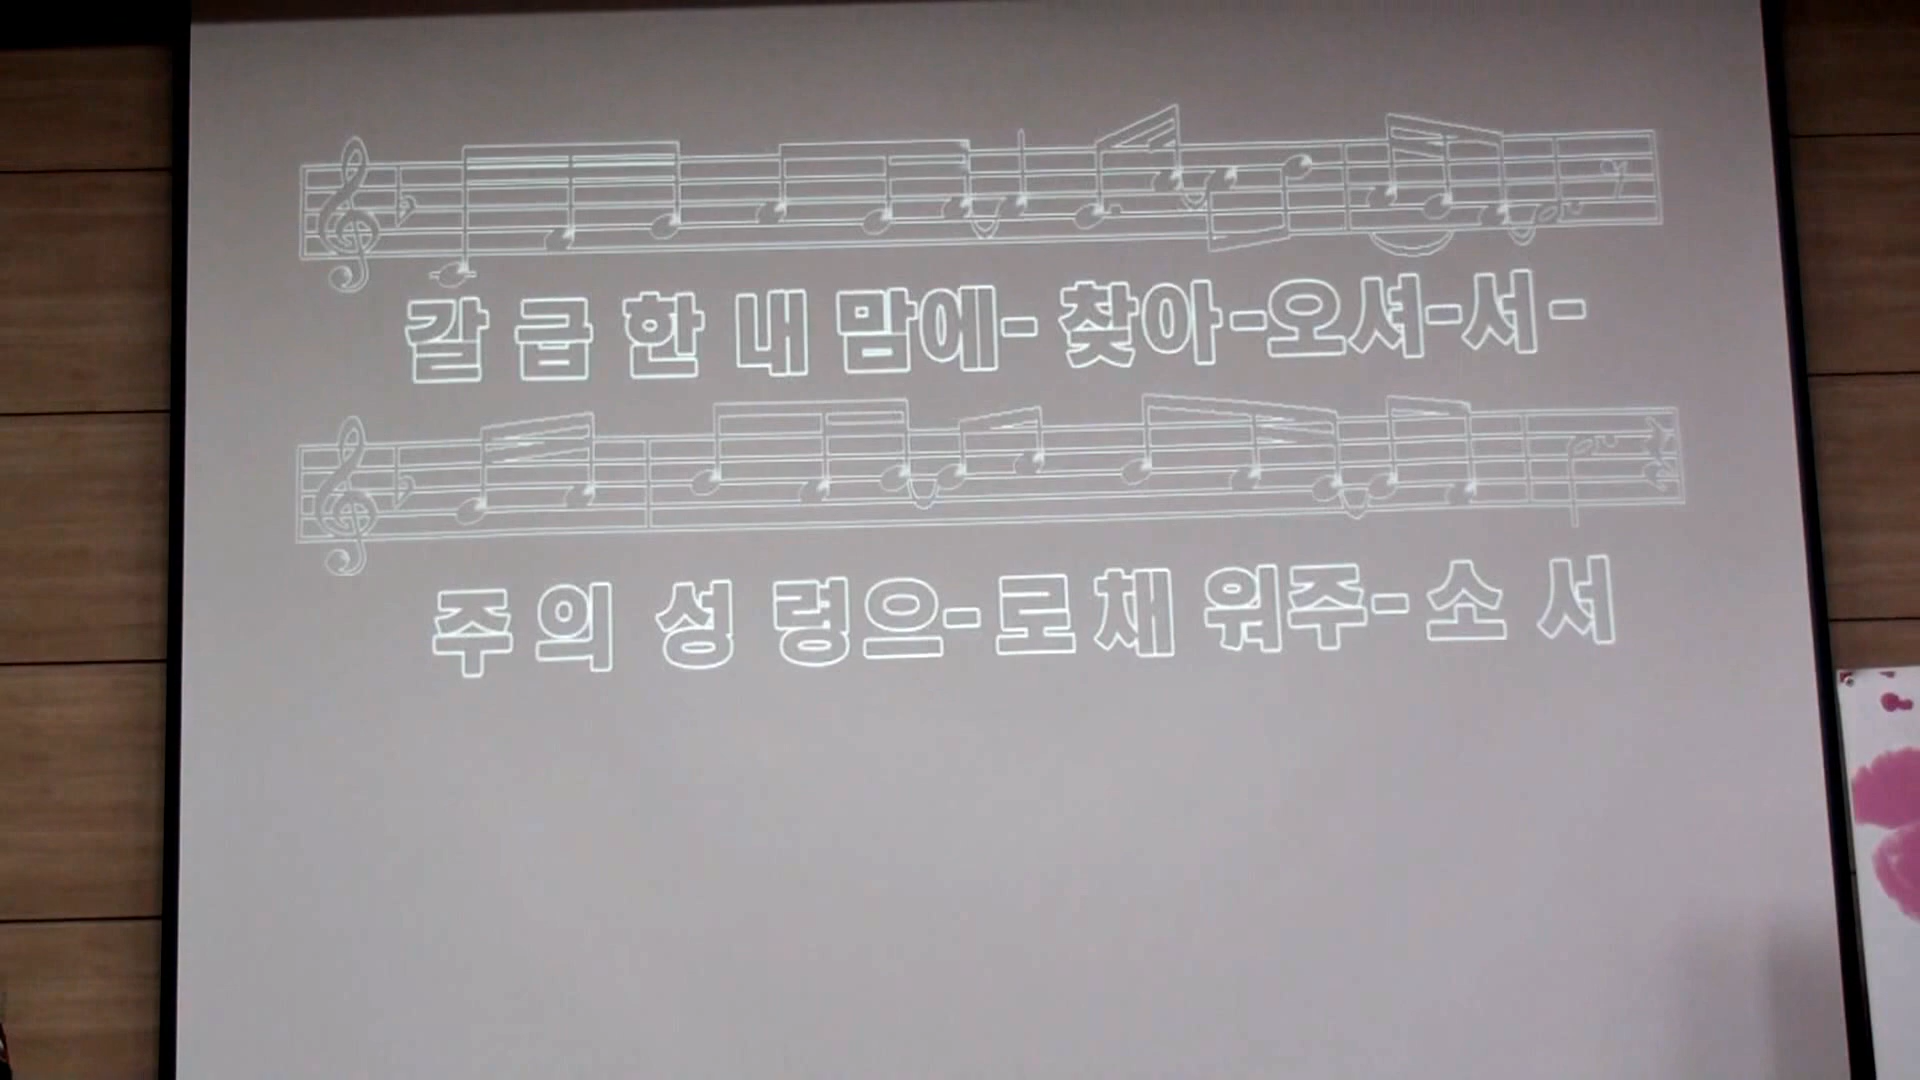 갈 급 한 내 맘에- 찾아-오셔-서-
주의 성 령으-로채 워주-소 서